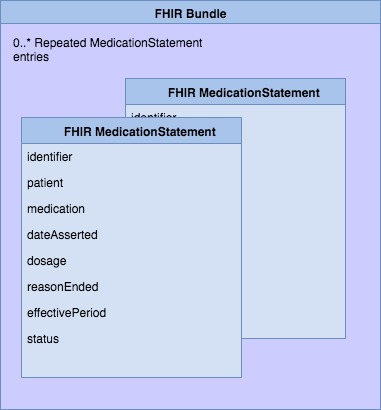 FHIR Bundle
0..* Repeated MedicationStatement
entries
FHIR MedicationStatement
identifier
FHIR MedicationStatement
identifier
patient
medication
dateAsserted
dosage
reasonEnded
effectivePeriod
status